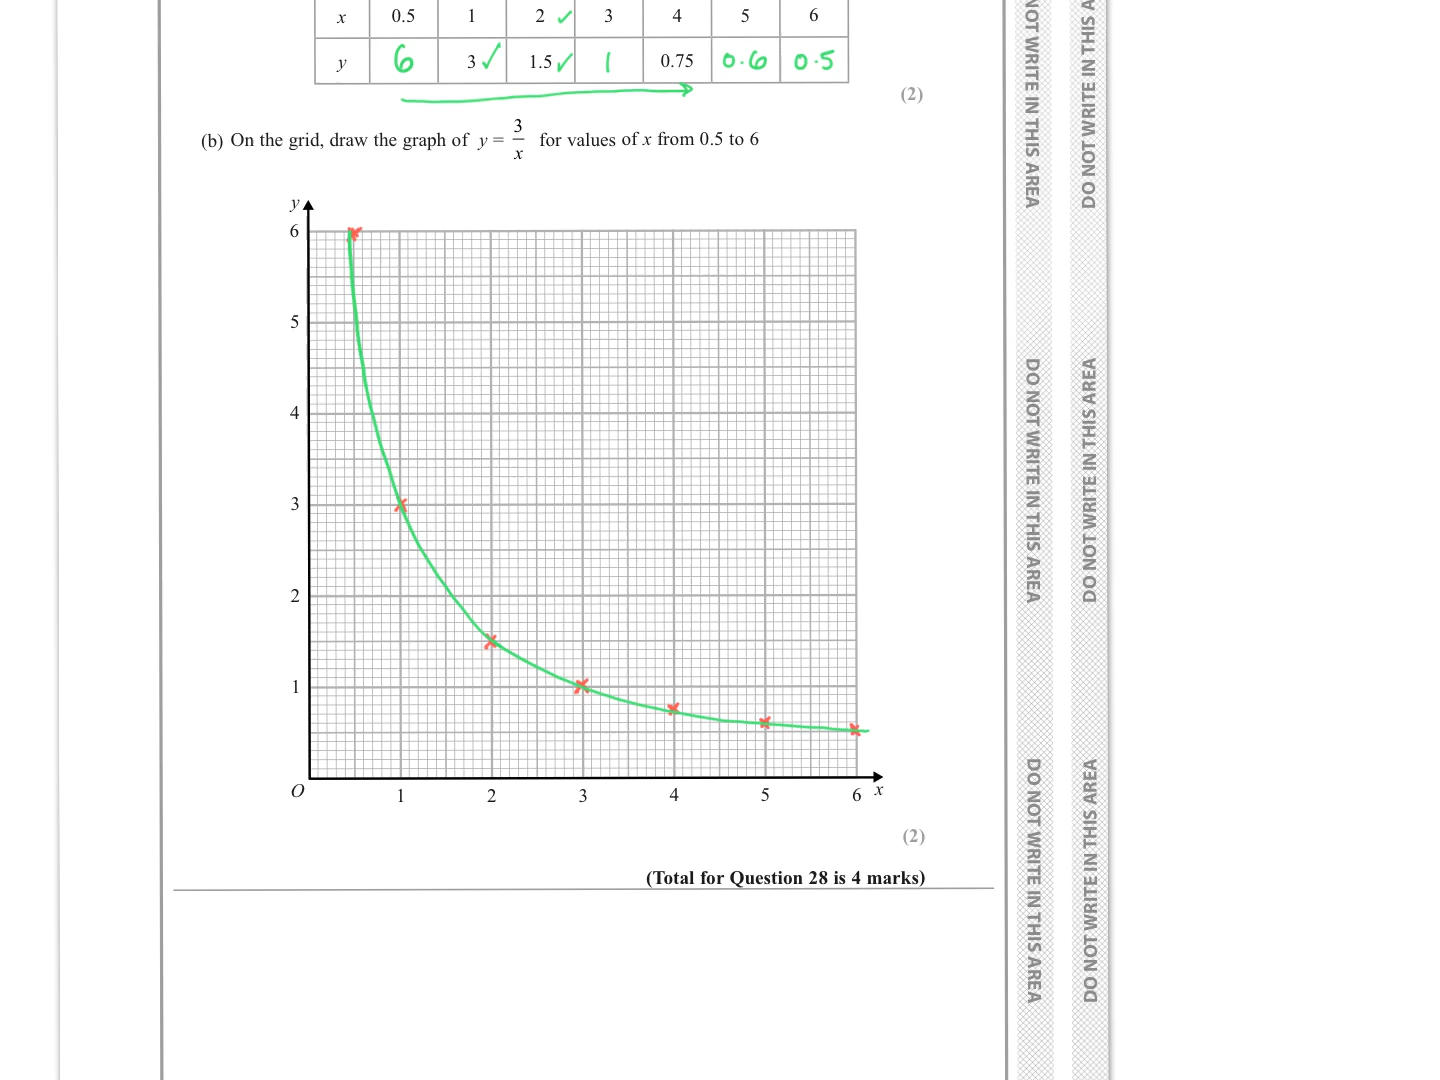 x 0.5 1 2 ✓ 3 4 5 6
y 6 3 ✓ 1.5 ✓ 1 0.75 0.6 0.5
(2)
(b) On the grid, draw the graph of y = 3/x for values of x from 0.5 to 6
y
6
5
4
3
2
1
O 1 2 3 4 5 6 x
(2)
(Total for Question 28 is 4 marks)
NOT WRITE IN THIS AREA
DO NOT WRITE IN THIS AREA
DO NOT WRITE IN THIS AREA
DO NOT WRITE IN THIS A
DO NOT WRITE IN THIS AREA
DO NOT WRITE IN THIS AREA